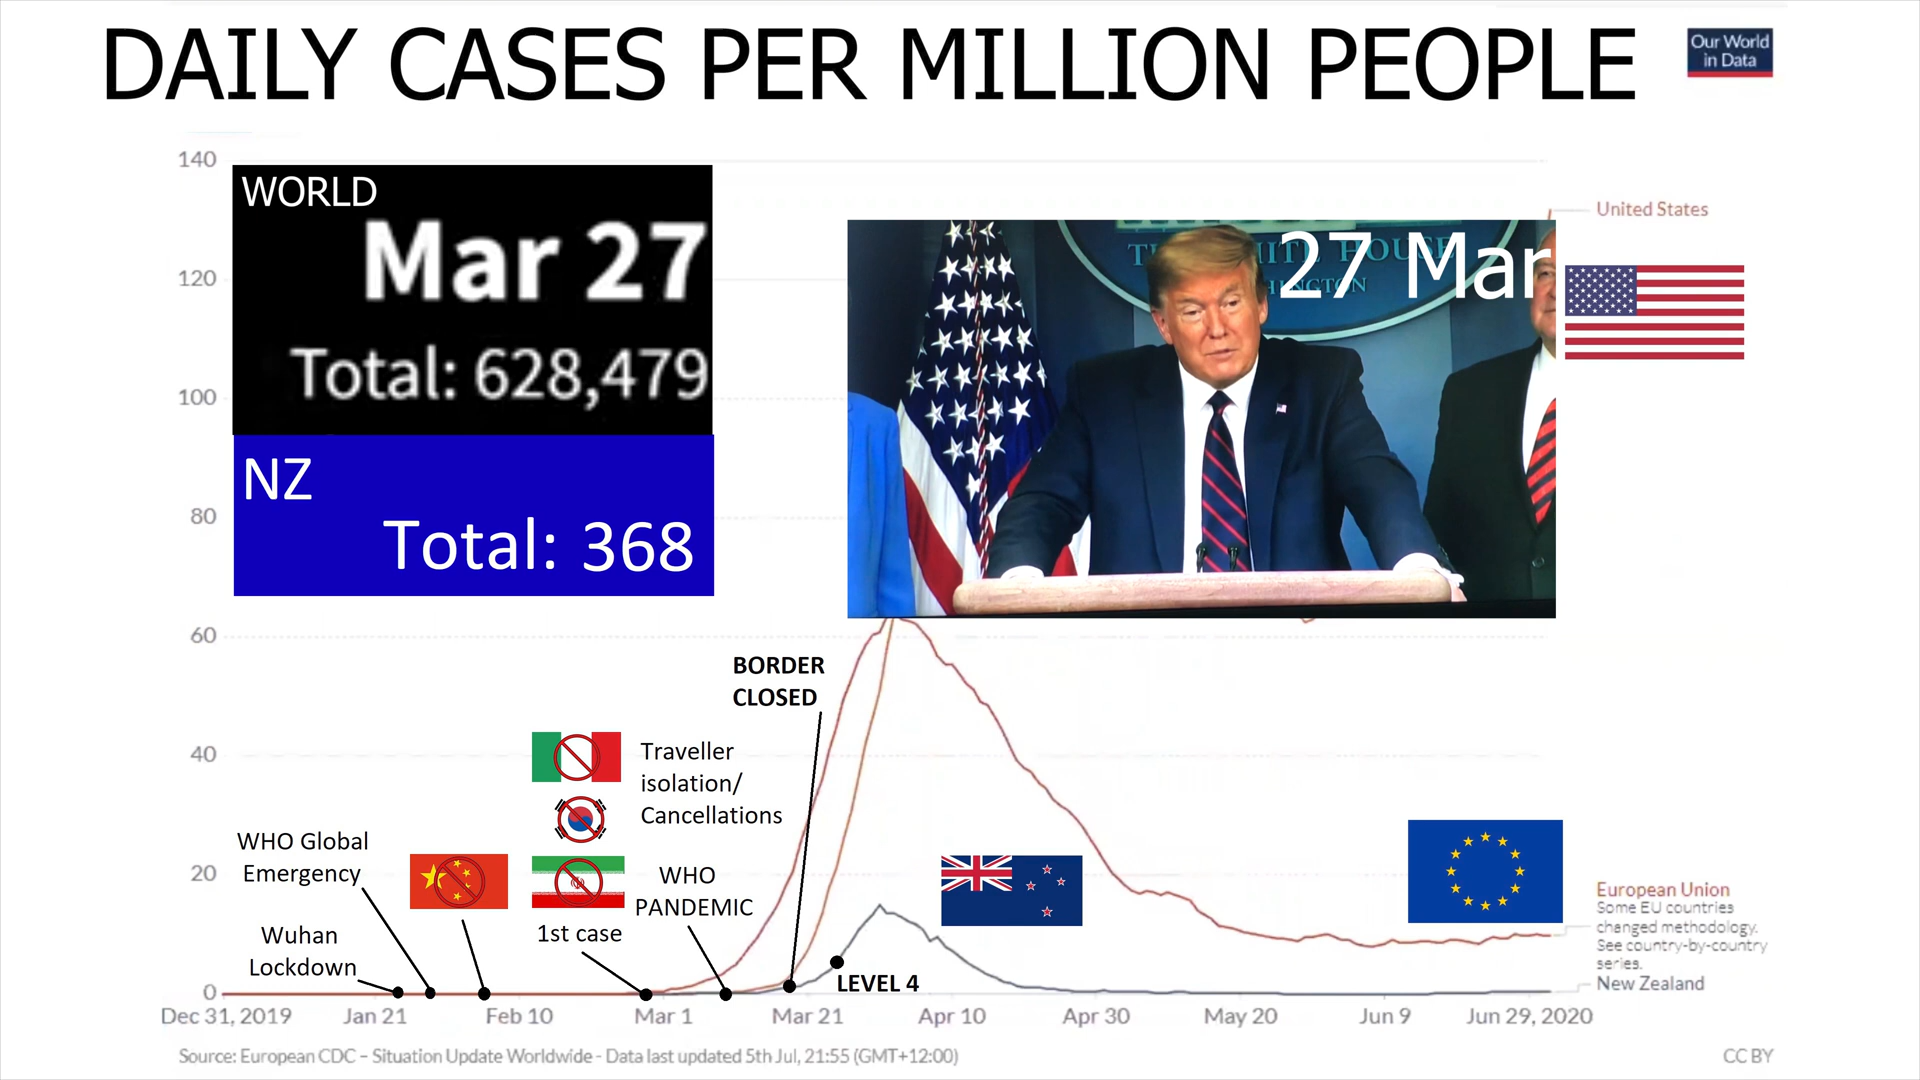 DAILY CASES PER MILLION PEOPLE
Our World
in Data
140
120
100
80
60
40
20
0
WORLD
Mar 27
Total: 628,479
NZ
Total: 368
27 Mar
United States
BORDER
CLOSED
Traveller
isolation/
Cancellations
WHO Global
Emergency
WHO
PANDEMIC
1st case
Wuhan
Lockdown
LEVEL 4
European Union
Some EU countries
changed methodology.
See country-by-country
series.
New Zealand
Dec 31, 2019
Jan 21
Feb 10
Mar 1
Mar 21
Apr 10
Apr 30
May 20
Jun 9
Jun 29, 2020
Source: European CDC – Situation Update Worldwide - Data last updated 5th Jul, 21:55 (GMT+12:00)
CC BY